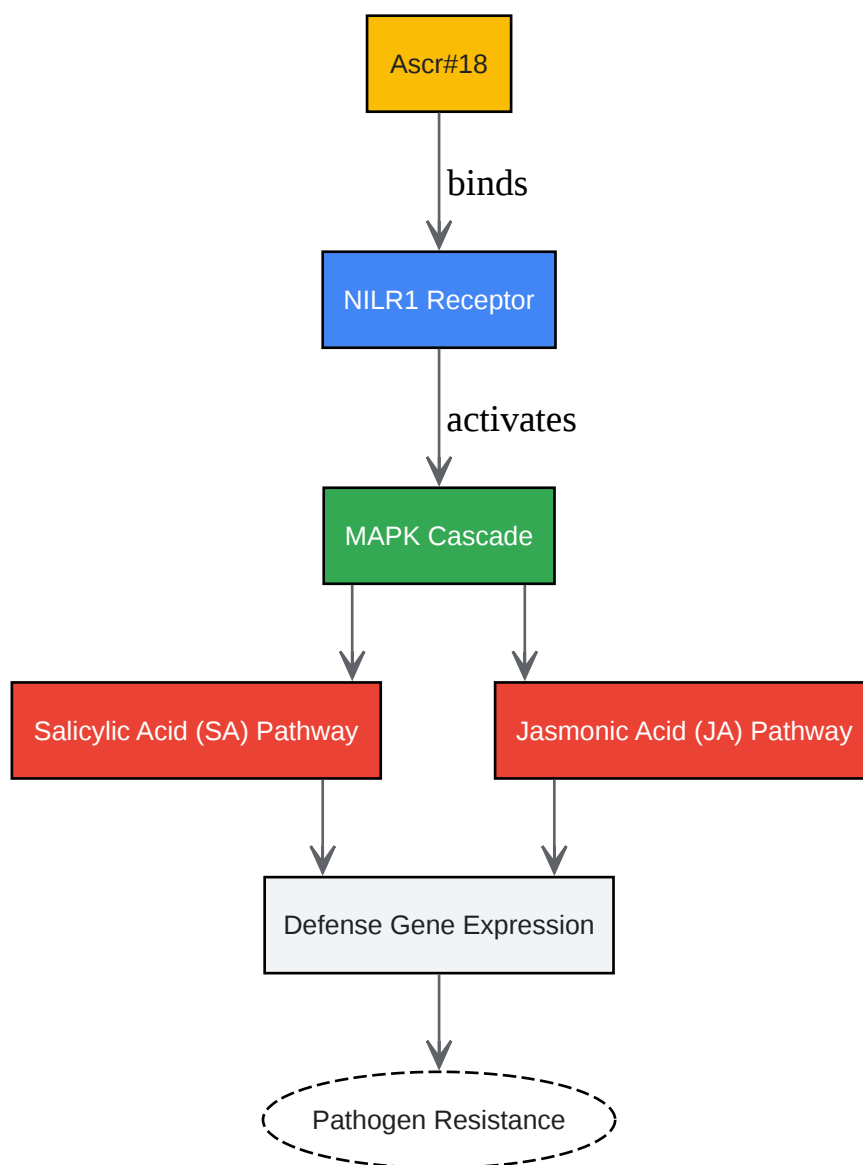 Ascr#18
binds
NILR1 Receptor
activates
MAPK Cascade
Salicylic Acid (SA) Pathway
Jasmonic Acid (JA) Pathway
Defense Gene Expression
Pathogen Resistance